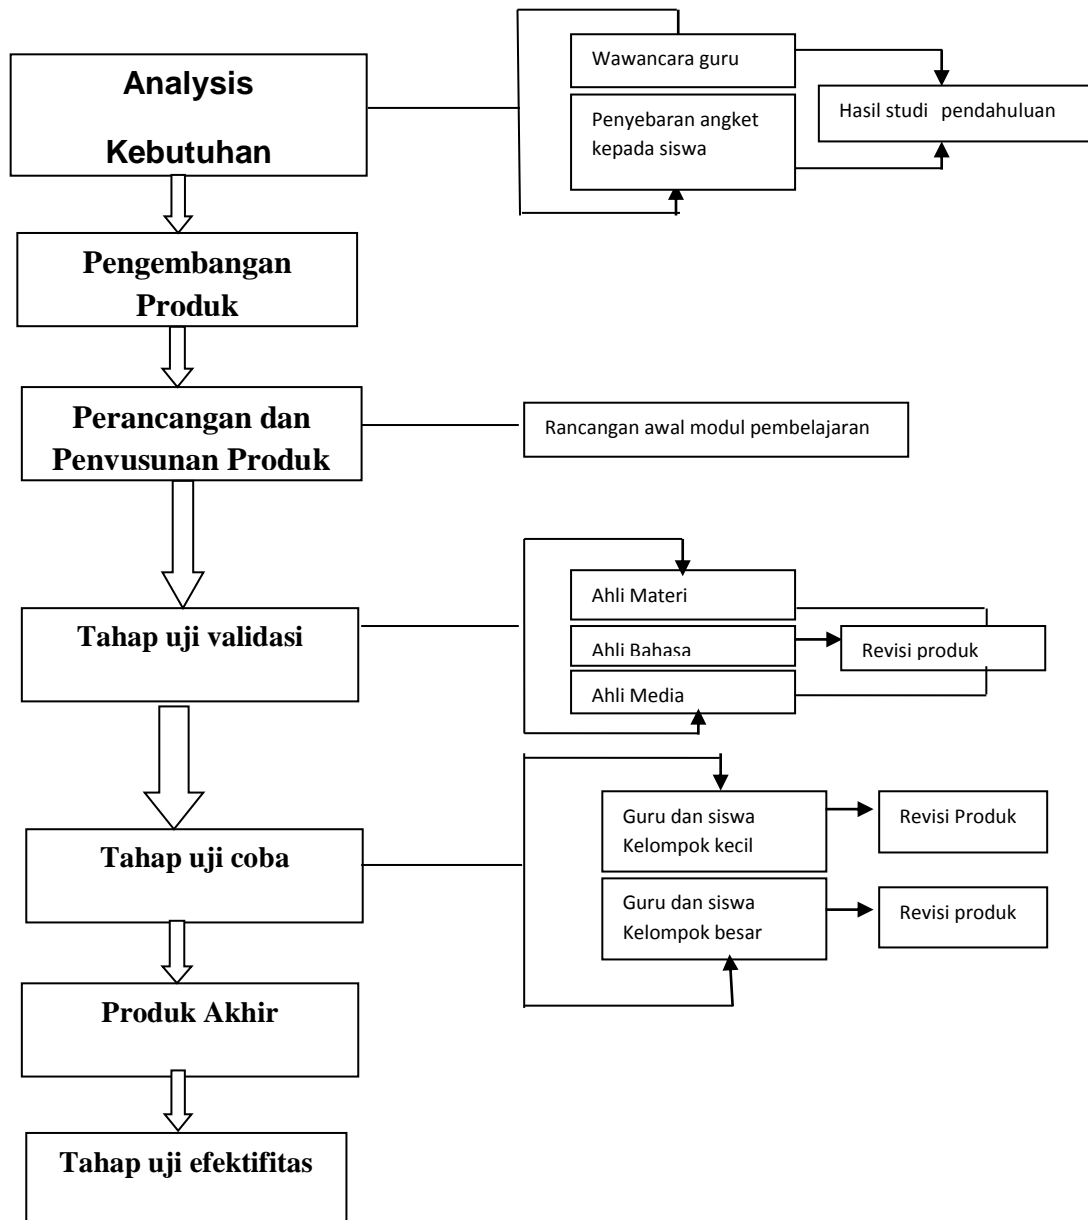 Analysis
Kebutuhan
Wawancara guru
Penyebaran angket
kepada siswa
Hasil studi pendahuluan
Pengembangan
Produk
Perancangan dan
Penyusunan Produk
Rancangan awal modul pembelajaran
Tahap uji validasi
Ahli Materi
Ahli Bahasa
Ahli Media
Revisi produk
Tahap uji coba
Guru dan siswa
Kelompok kecil
Revisi Produk
Guru dan siswa
Kelompok besar
Revisi produk
Produk Akhir
Tahap uji efektifitas